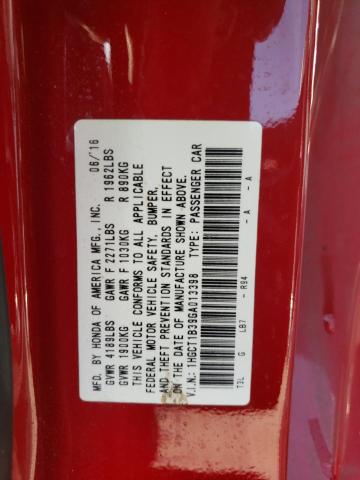 MFD. BY HONDA OF AMERICA MFG., INC. 06/'16
GVWR 4189LBS GAWR F 2271LBS R 1962LBS
GVWR 1900KG GAWR F 1030KG R 890KG
THIS VEHICLE CONFORMS TO ALL APPLICABLE
FEDERAL MOTOR VEHICLE SAFETY, BUMPER,
AND THEFT PREVENTION STANDARDS IN EFFECT
ON THE DATE OF MANUFACTURE SHOWN ABOVE.
V.I.N.: 1HGCT1B39GA013398 TYPE: PASSENGER CAR
T3L G LB7 - R94 - A - A